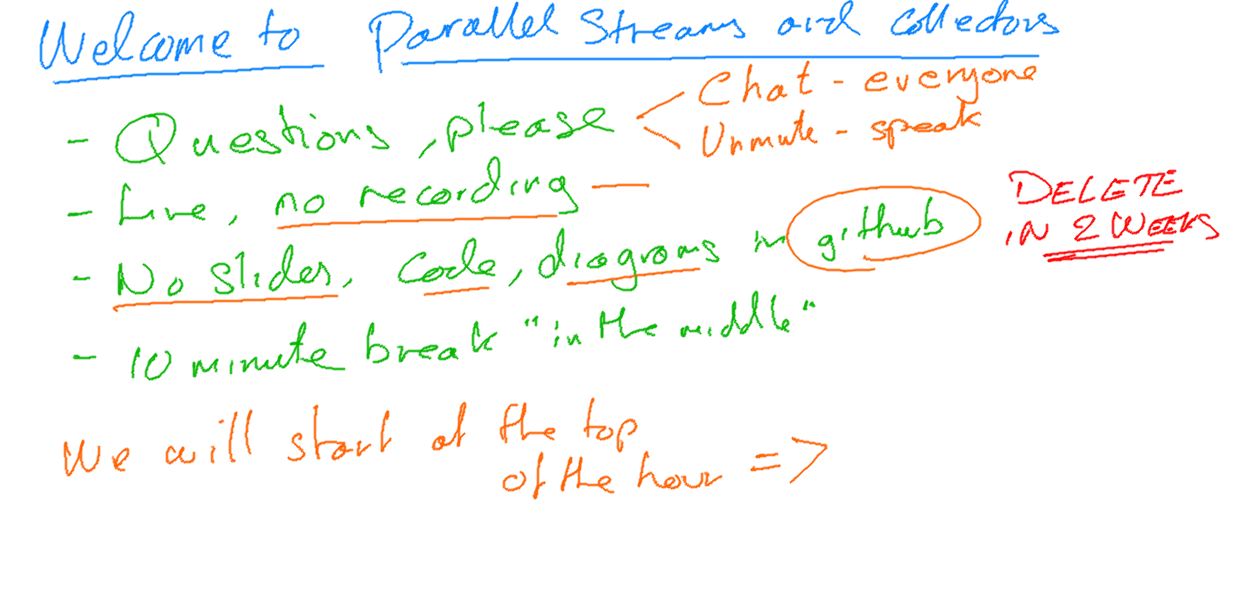 Welcome to Parallel Streams and Collectors
- Questions, please < Chat - everyone
Unmute - speak
- Live, no recording —
- No slides, code, diagrams in github
DELETE
IN 2 WEEKS
- 10 minute break "in the middle"
We will start at the top
of the hour =>